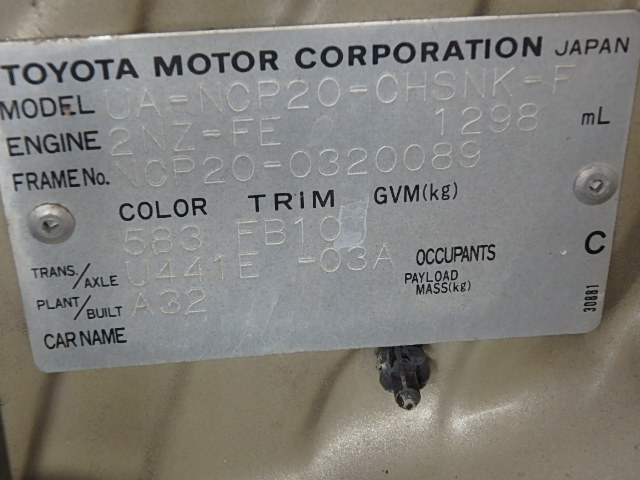 TOYOTA MOTOR CORPORATION JAPAN
MODEL UA-NCP20-CHSNK-F
ENGINE 2NZ-FE 1298 mL
FRAME No. NCP20-0320089
COLOR TRIM GVM(kg)
583 FB10 C
TRANS./AXLE U441E -03A OCCUPANTS
PLANT/BUILT A32 PAYLOAD MASS(kg)
CAR NAME
30881